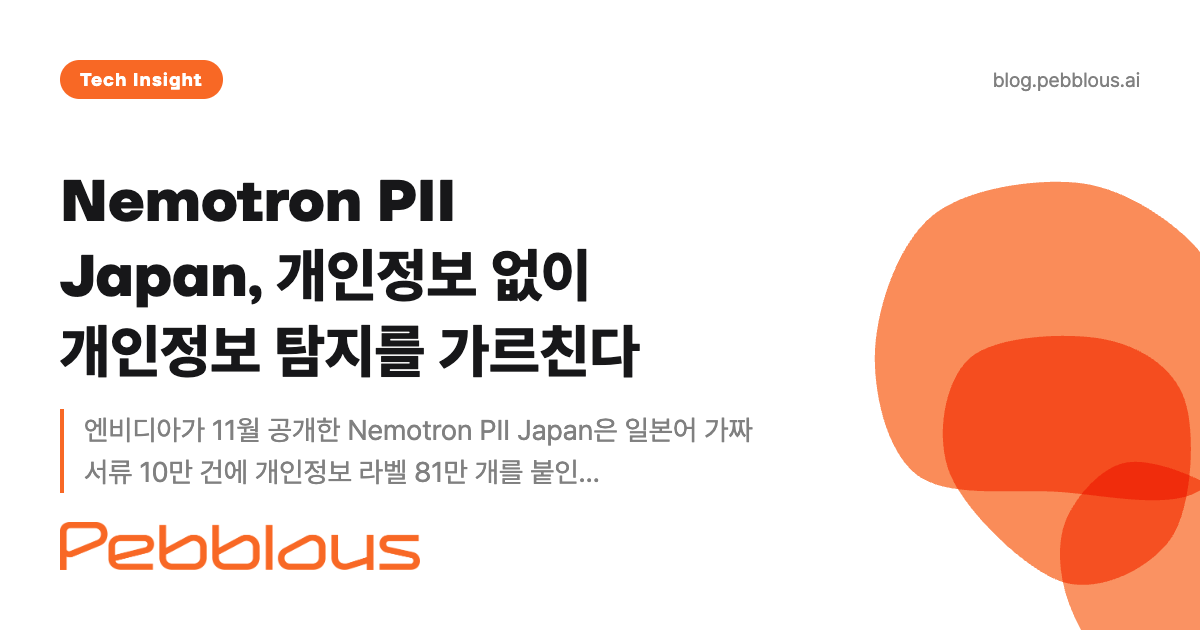 Tech Insight
blog.pebblous.ai
Nemotron PII
Japan, 개인정보 없이
개인정보 탐지를 가르친다
엔비디아가 11월 공개한 Nemotron PII Japan은 일본어 가짜
서류 10만 건에 개인정보 라벨 81만 개를 붙인...
Pebblous